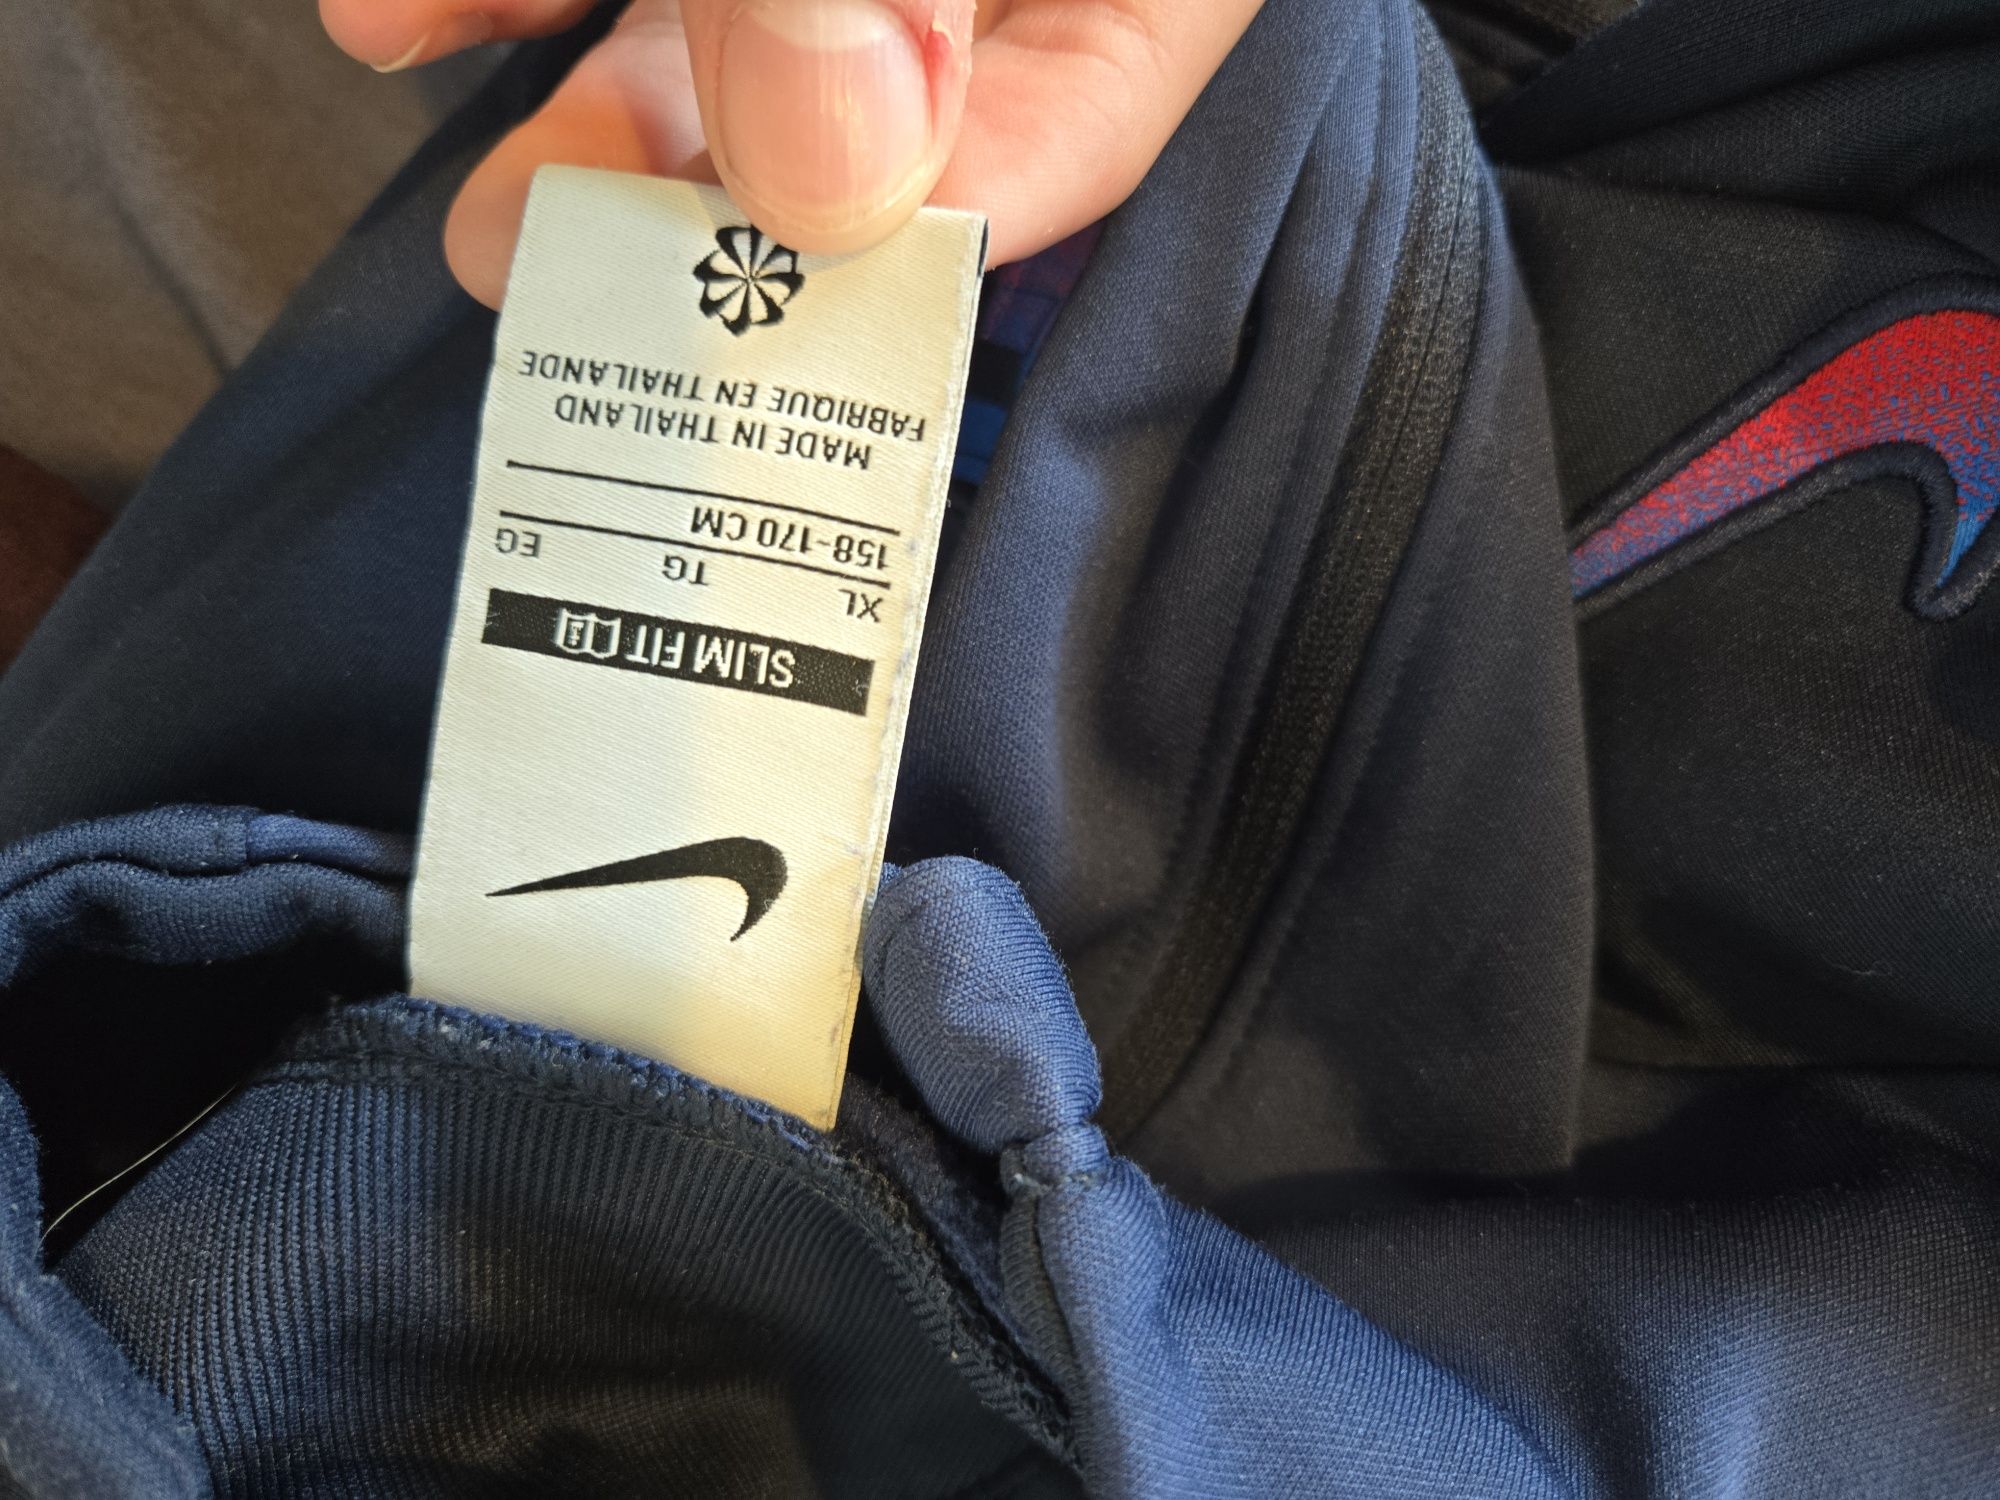 SLIM FIT
XL TG EG
158-170 CM
MADE IN THAILAND
FABRIQUE EN THAILANDE